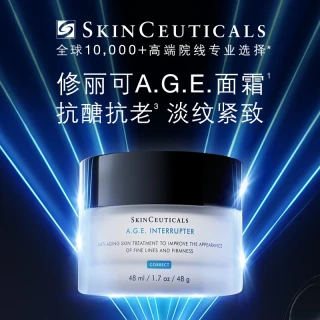 SKINCEUTICALS
全球10,000+高端院线专业选择*
修丽可A.G.E.面霜1
抗醣抗老3 淡纹紧致
SKINCEUTICALS
A.G.E. INTERRUPTER
ANTI-AGING SKIN TREATMENT TO IMPROVE THE APPEARANCE
OF FINE LINES AND FIRMNESS
CORRECT
48 ml / 1.7 oz / 48 g